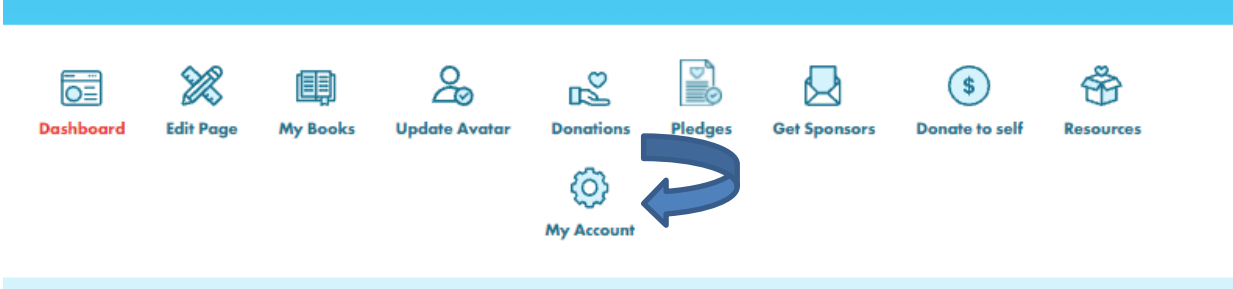 Dashboard Edit Page My Books Update Avatar Donations Pledges Get Sponsors Donate to self Resources
$
My Account